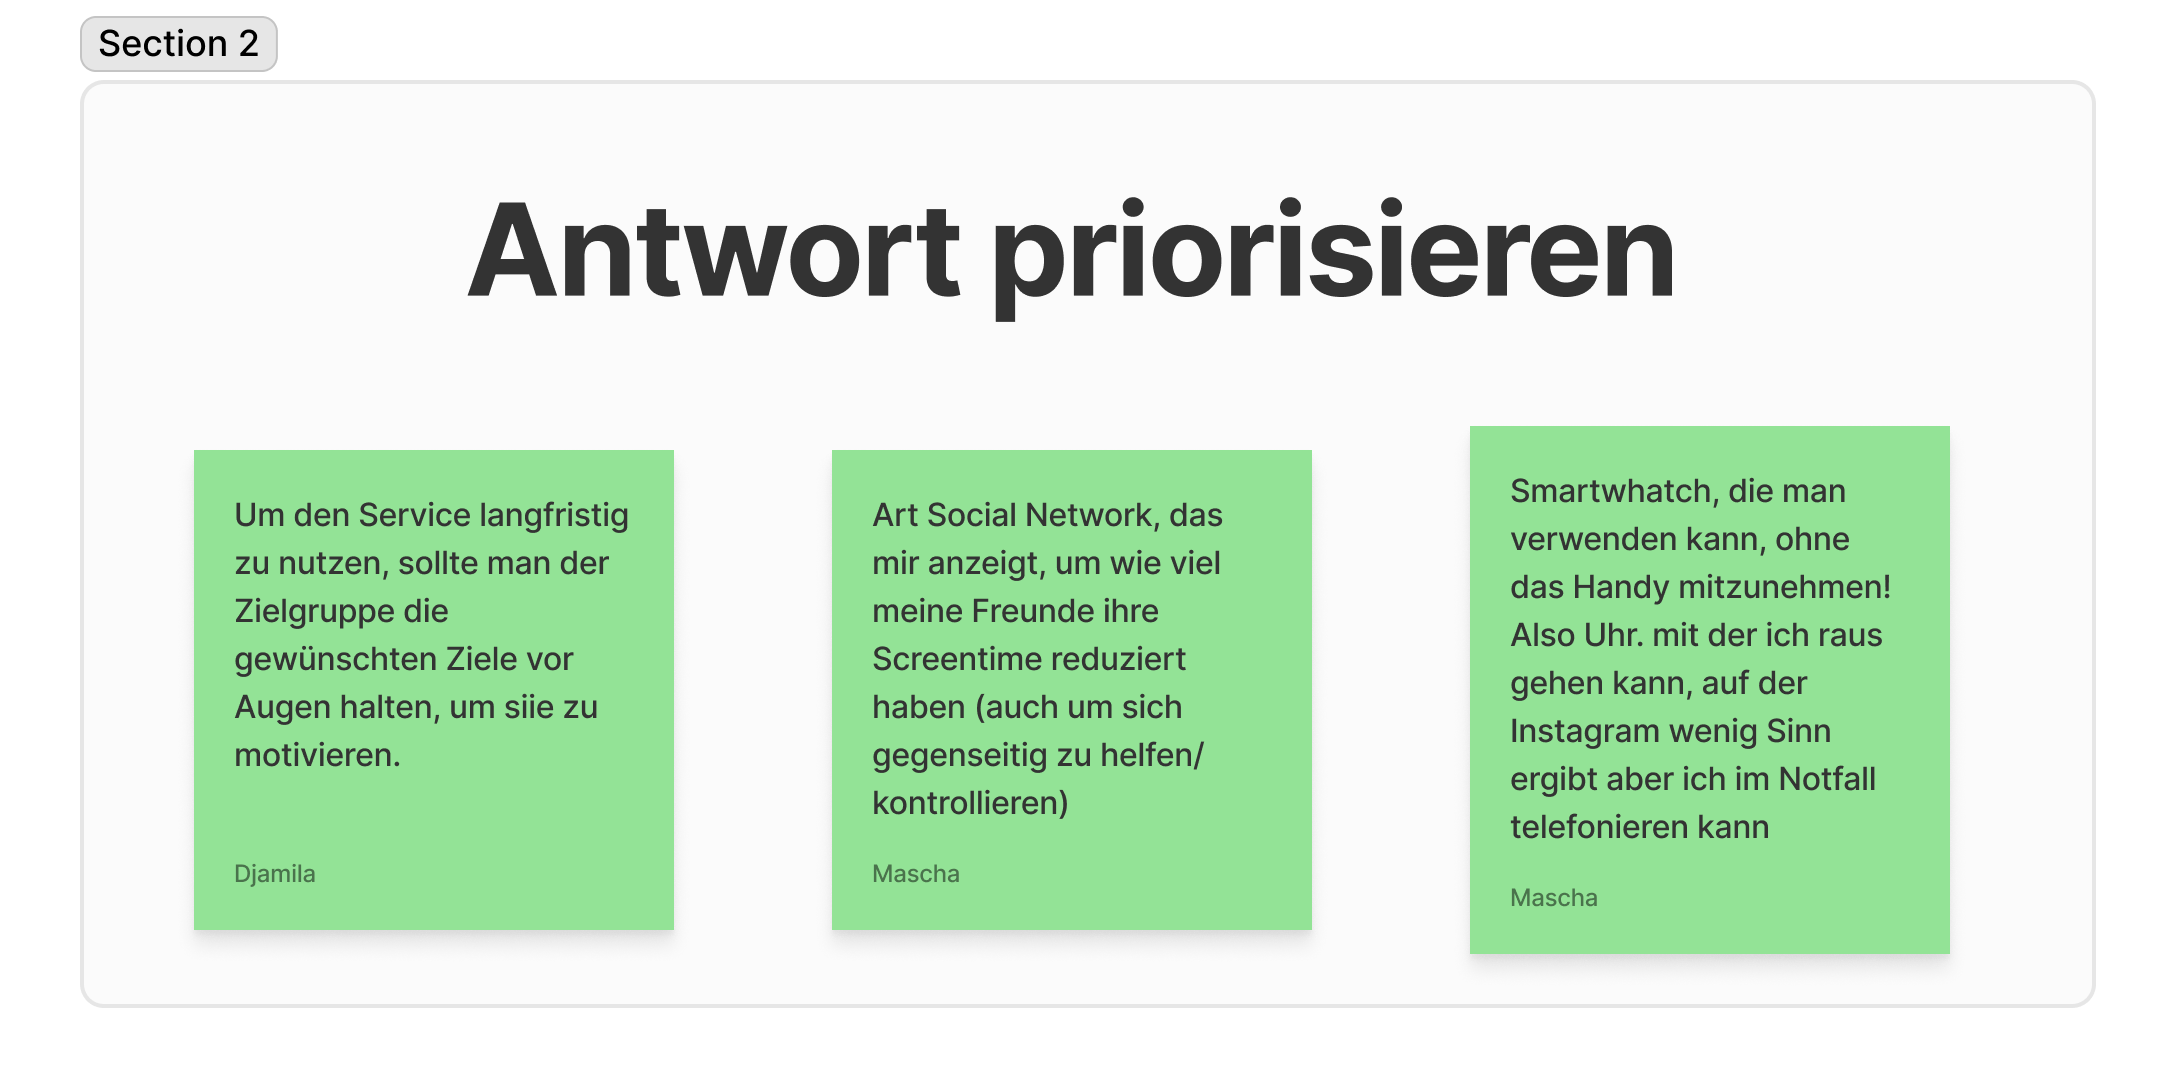 Section 2
Antwort priorisieren
Um den Service langfristig
zu nutzen, sollte man der
Zielgruppe die
gewünschten Ziele vor
Augen halten, um siie zu
motivieren.
Djamila
Art Social Network, das
mir anzeigt, um wie viel
meine Freunde ihre
Screentime reduziert
haben (auch um sich
gegenseitig zu helfen/
kontrollieren)
Mascha
Smartwhatch, die man
verwenden kann, ohne
das Handy mitzunehmen!
Also Uhr. mit der ich raus
gehen kann, auf der
Instagram wenig Sinn
ergibt aber ich im Notfall
telefonieren kann
Mascha